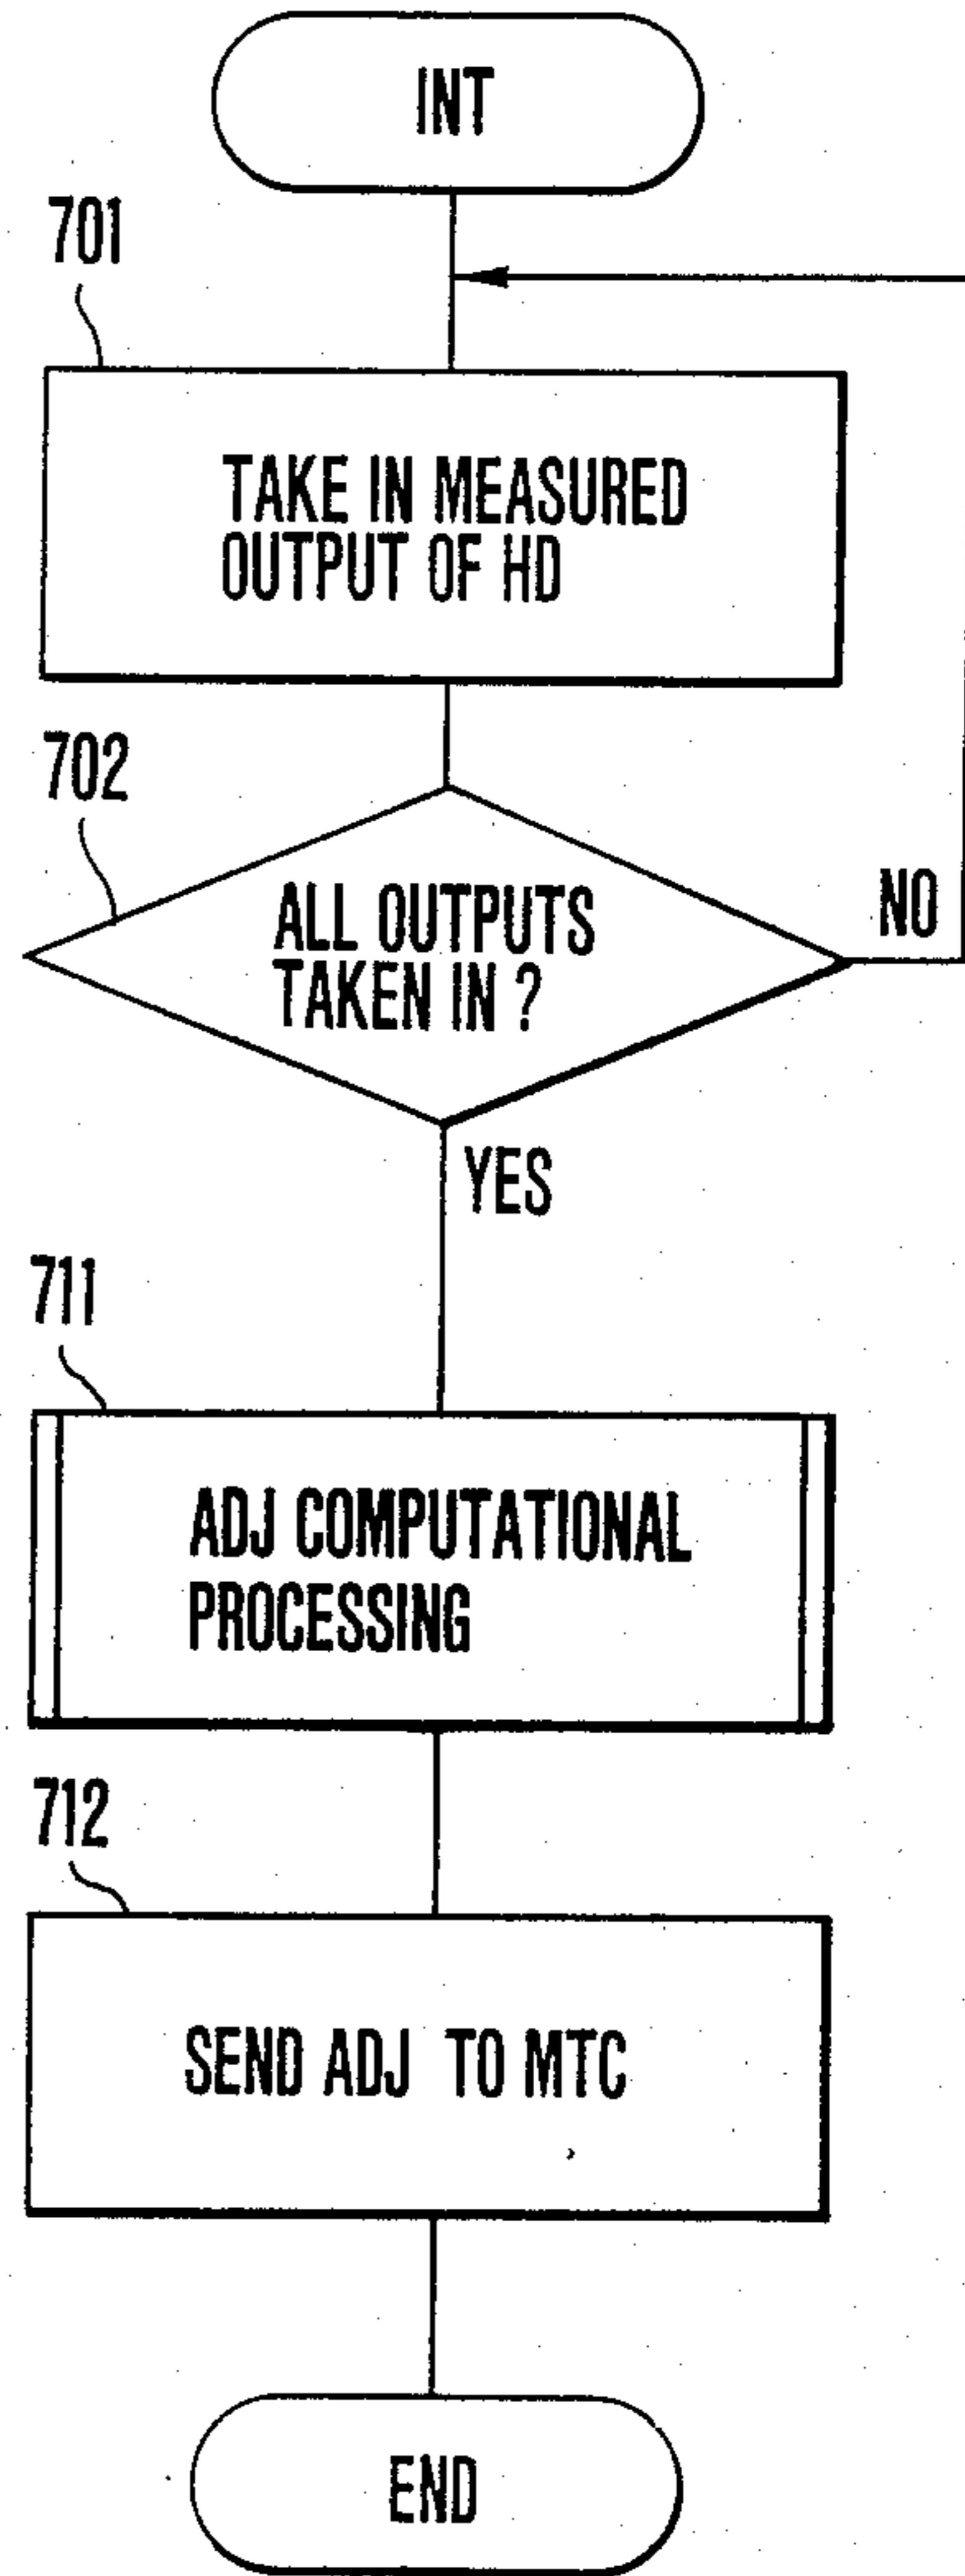 INT
701
TAKE IN MEASURED
OUTPUT OF HD
702
ALL OUTPUTS
TAKEN IN ?
NO
YES
711
ADJ COMPUTATIONAL
PROCESSING
712
SEND ADJ TO MTC
END